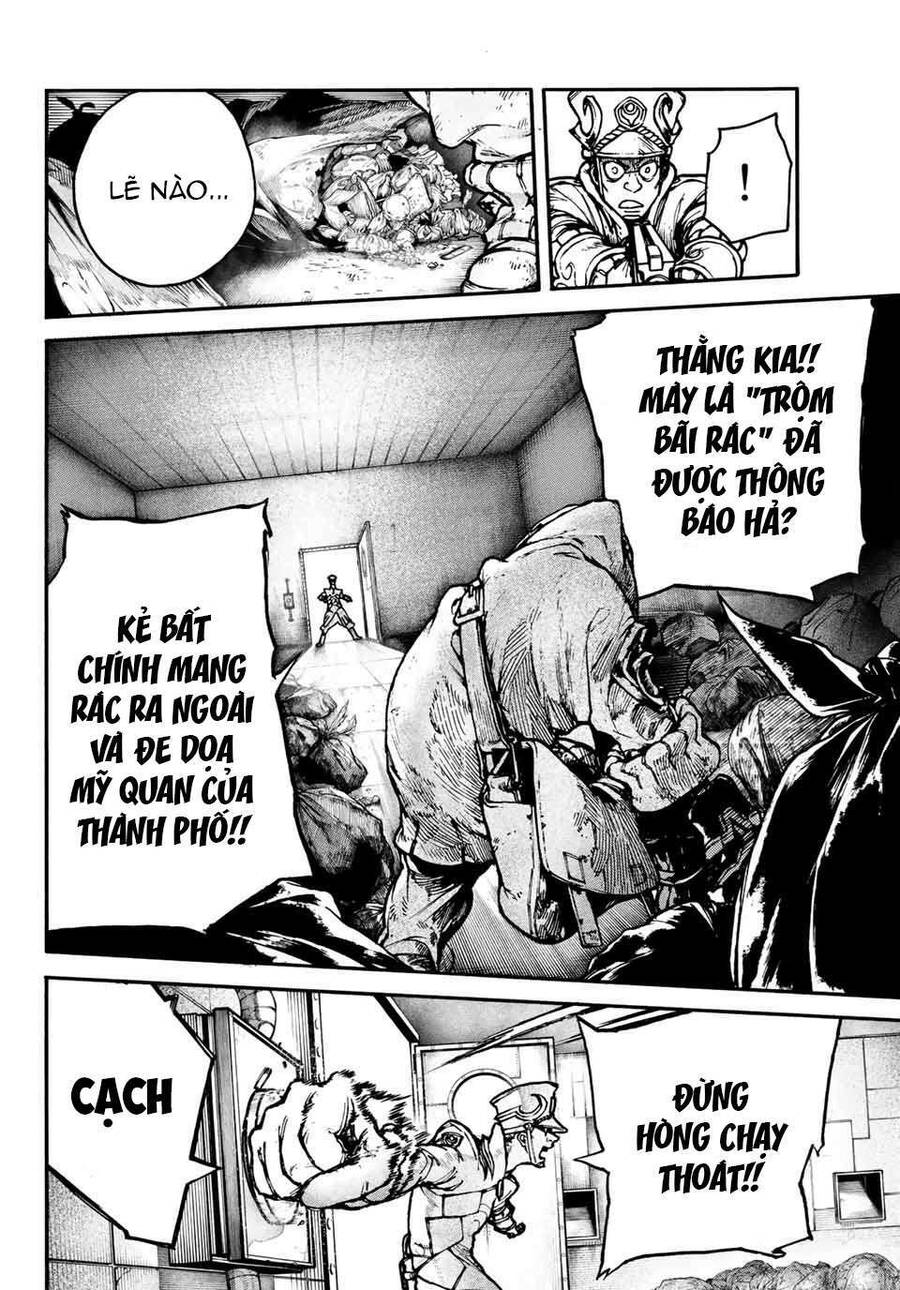 !
LẼ NÀO...
THẰNG KIA!!
MÀY LÀ "TRỘM
BÃI RÁC" ĐÃ
ĐƯỢC THÔNG
BÁO HẢ?
KẺ BẤT
CHÍNH MANG
RÁC RA NGOÀI
VÀ ĐE DỌA
MỸ QUAN CỦA
THÀNH PHỐ!!
ĐỪNG
HÒNG CHẠY
THOÁT!!
CẠCH